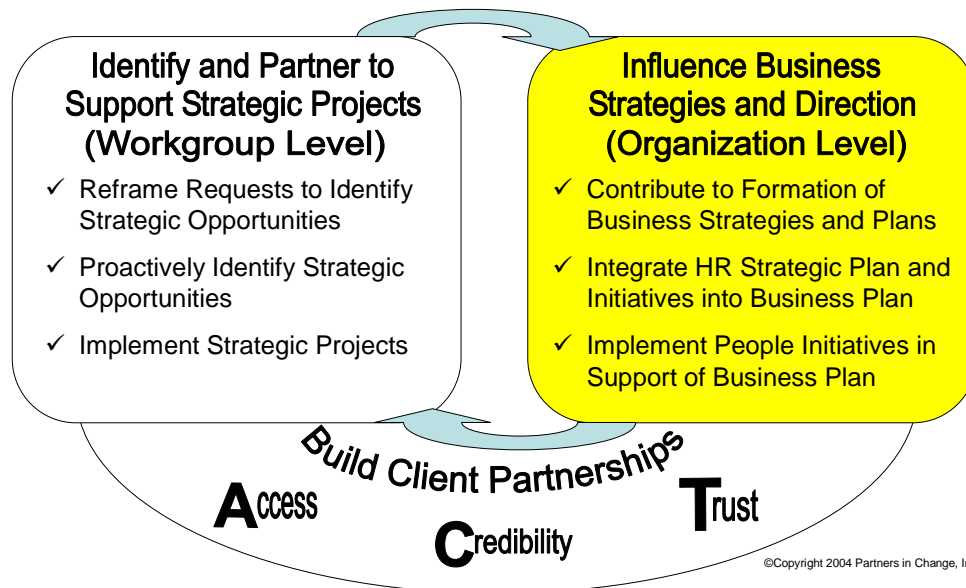 Identify and Partner to
Support Strategic Projects
(Workgroup Level)
✓ Reframe Requests to Identify
Strategic Opportunities
✓ Proactively Identify Strategic
Opportunities
✓ Implement Strategic Projects
Influence Business
Strategies and Direction
(Organization Level)
✓ Contribute to Formation of
Business Strategies and Plans
✓ Integrate HR Strategic Plan and
Initiatives into Business Plan
✓ Implement People Initiatives in
Support of Business Plan
Build Client Partnerships
Access
Credibility
Trust
©Copyright 2004 Partners in Change,